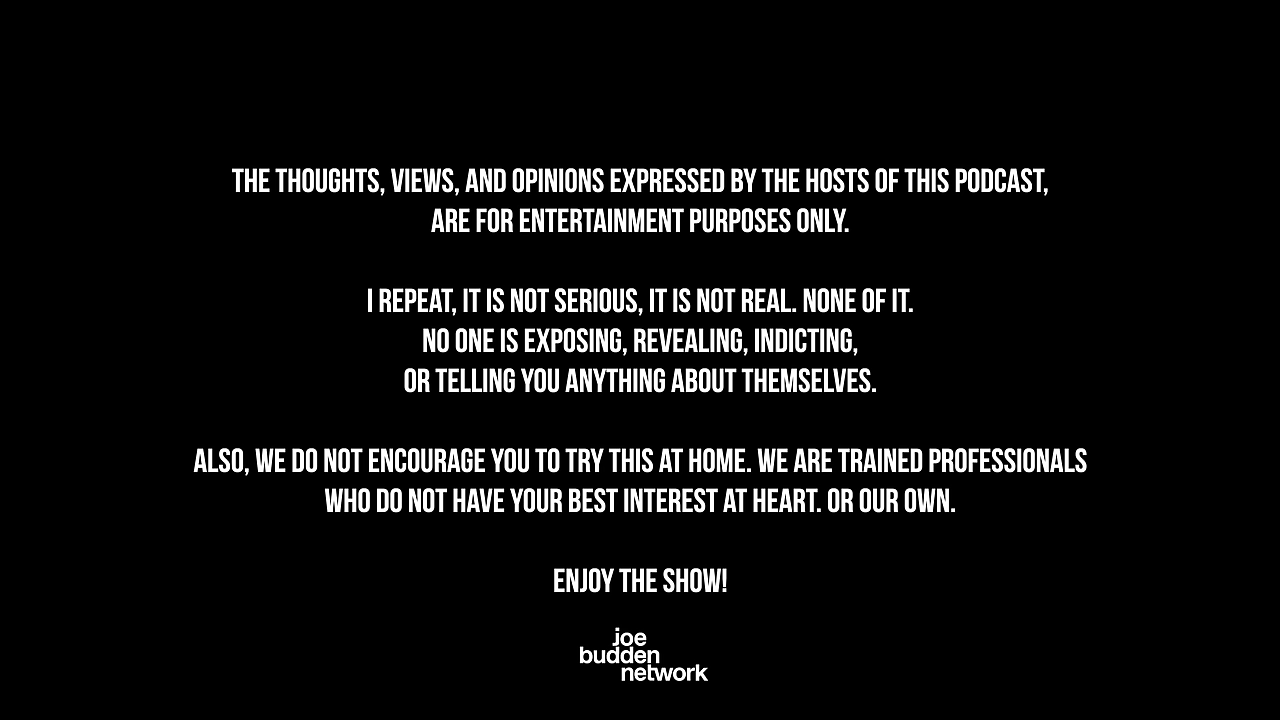 THE THOUGHTS, VIEWS, AND OPINIONS EXPRESSED BY THE HOSTS OF THIS PODCAST,
ARE FOR ENTERTAINMENT PURPOSES ONLY.
I REPEAT, IT IS NOT SERIOUS, IT IS NOT REAL. NONE OF IT.
NO ONE IS EXPOSING, REVEALING, INDICTING,
OR TELLING YOU ANYTHING ABOUT THEMSELVES.
ALSO, WE DO NOT ENCOURAGE YOU TO TRY THIS AT HOME. WE ARE TRAINED PROFESSIONALS
WHO DO NOT HAVE YOUR BEST INTEREST AT HEART. OR OUR OWN.
ENJOY THE SHOW!
joe
budden
network